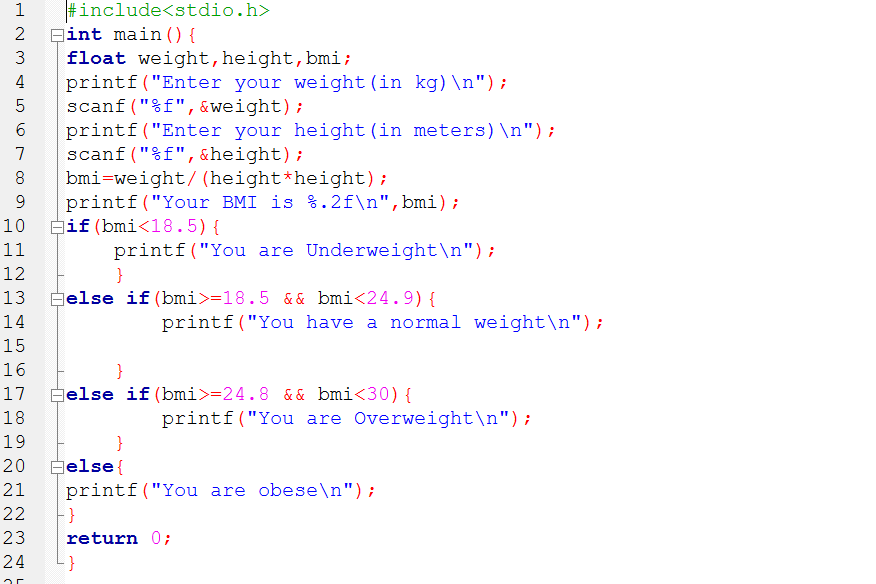 1 #include<stdio.h>
2 int main(){
3 float weight,height,bmi;
4 printf("Enter your weight(in kg)\n");
5 scanf("%f",&weight);
6 printf("Enter your height(in meters)\n");
7 scanf("%f",&height);
8 bmi=weight/(height*height);
9 printf("Your BMI is %.2f\n",bmi);
10 if(bmi<18.5){
11     printf("You are Underweight\n");
12     }
13 else if(bmi>=18.5 && bmi<24.9){
14         printf("You have a normal weight\n");
15
16     }
17 else if(bmi>=24.8 && bmi<30){
18         printf("You are Overweight\n");
19     }
20 else{
21 printf("You are obese\n");
22 }
23 return 0;
24 }